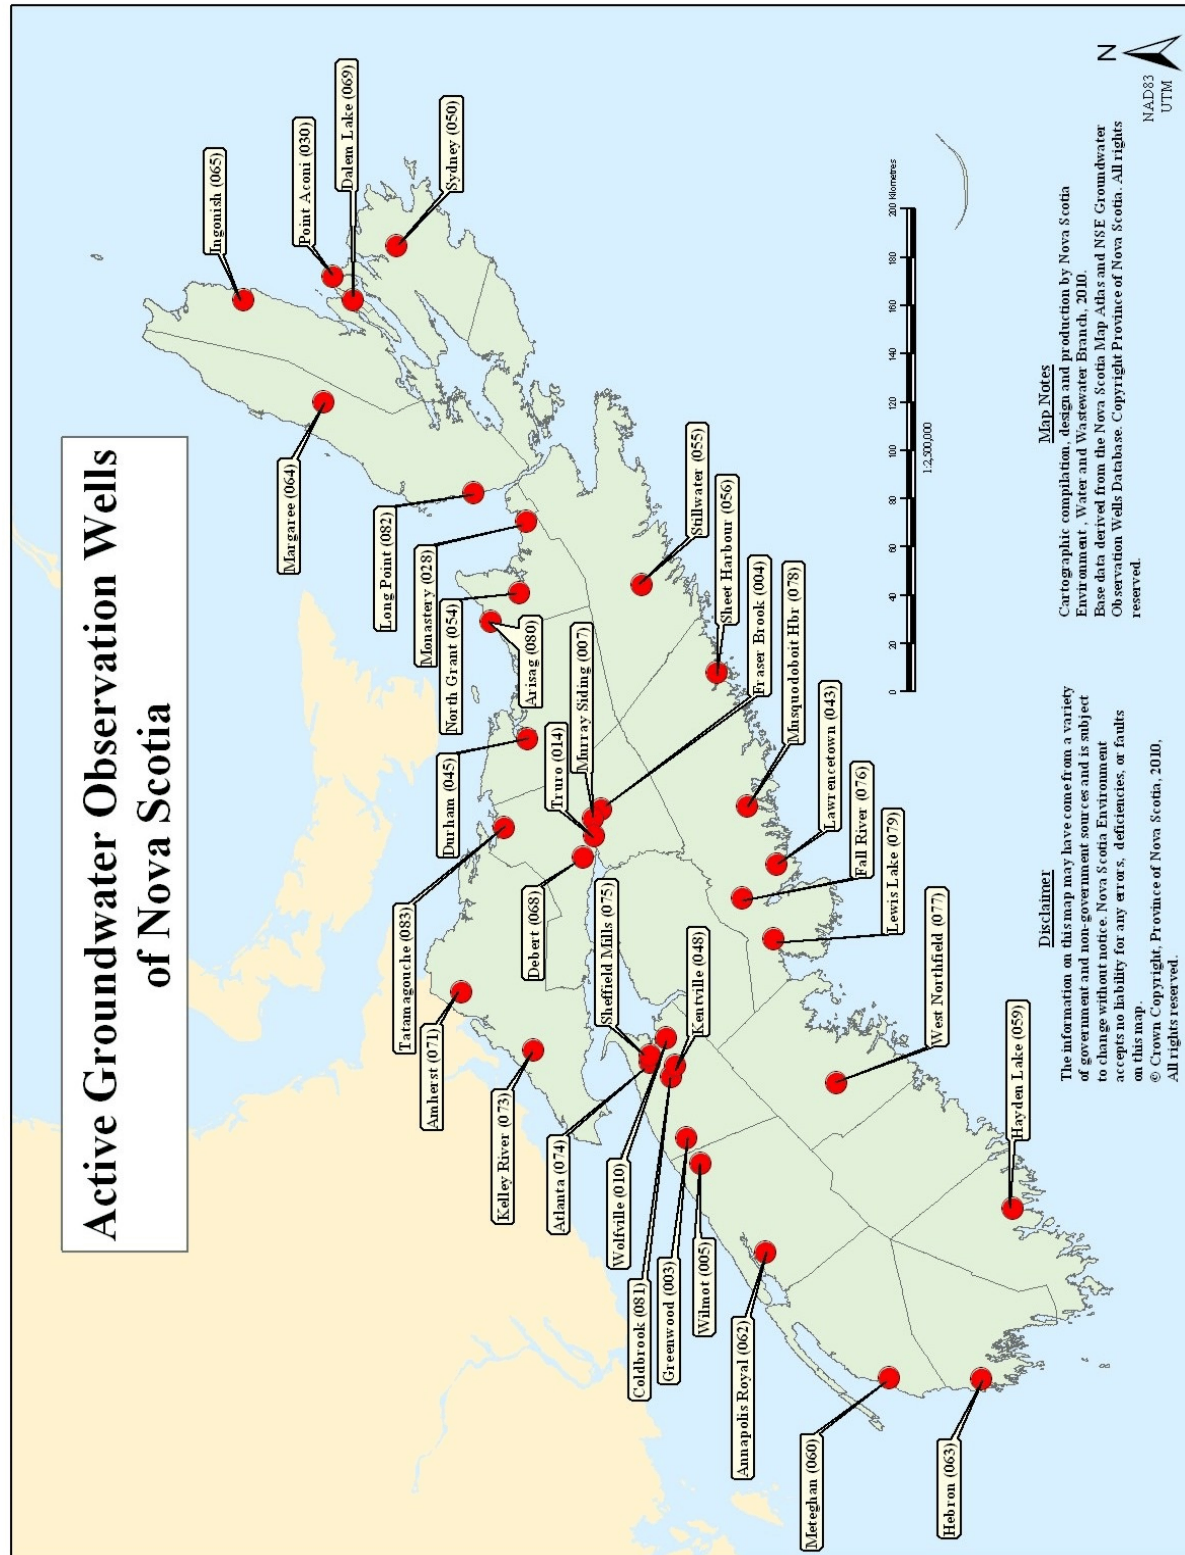 Active Groundwater Observation Wells
of Nova Scotia
Ingonish (065)
Point Aconi (030)
Dalem Lake (069)
Sydney (050)
Margaree (064)
Long Point (082)
Monastery (028)
North Grant (054)
Arisag (080)
Stillwater (055)
Sheet Harbour (056)
Durham (045)
Truro (014)
Murray Siding (007)
Fraser Brook (004)
Musquodoboit Hbr (078)
Tatamagouche (083)
Debert (068)
Lawrencetown (043)
Fall River (076)
Lewis Lake (079)
Amherst (071)
Kelley River (073)
Sheffield Mills (075)
Atlanta (074)
Wolfville (010)
Kentville (048)
Coldbrook (081)
Greenwood (003)
Wilmot (005)
West Northfield (077)
Annapolis Royal (062)
Hayden Lake (059)
Meteghan (060)
Hebron (063)
0 20 40 60 80 100 120 140 160 180 200 Kilometres
1:2,500,000
Disclaimer
The information on this map may have come from a variety
of government and non-government sources and is subject
to change without notice. Nova Scotia Environment
accepts no liability for any errors, deficiencies, or faults
on this map.
© Crown Copyright, Province of Nova Scotia, 2010,
All rights reserved.
Map Notes
Cartographic compilation, design and production by Nova Scotia
Environment , Water and Wastewater Branch, 2010.
Base data derived from the Nova Scotia Map Atlas and NSE Groundwater
Observation Wells Database. Copyright Province of Nova Scotia. All rights
reserved.
N
NAD83
UTM